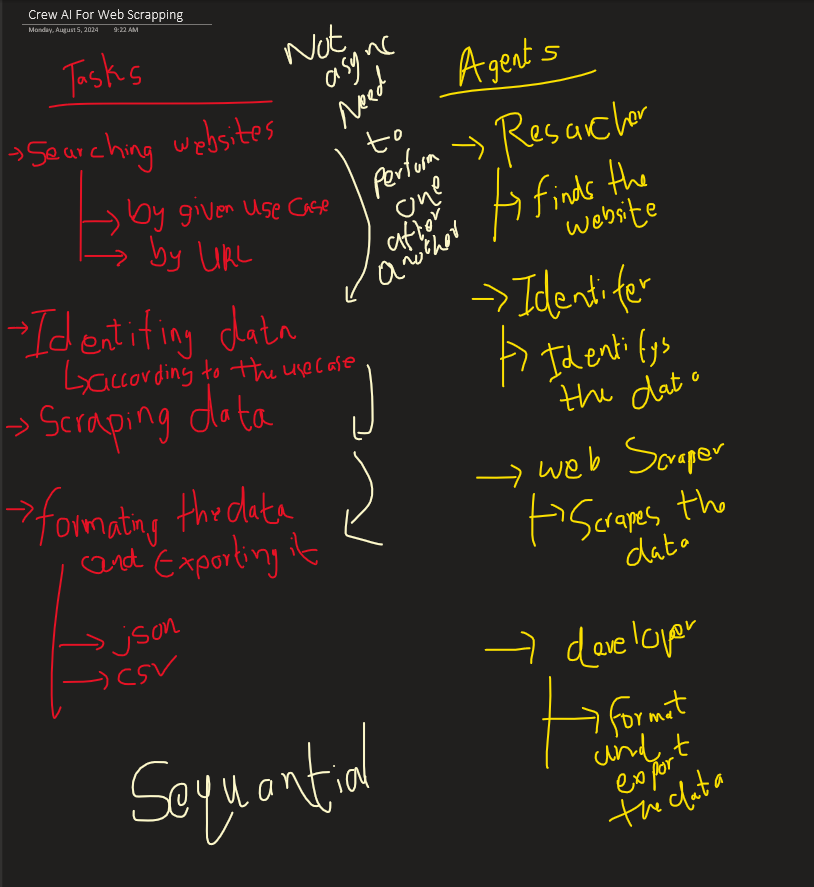 Crew AI For Web Scrapping
Monday, August 5, 2024 9:22 AM
Tasks
→ Searching websites
→ by given use case
→ by URL
→ Identifing data
↳ according to the usecase
→ Scraping data
→ formating the data
and Exporting it
→ json
→ csv
Not
async
Need
to
perform
one
after
another
Agents
→ Resarcher
→ finds the
website
→ Identifer
→ Identifys
the data
→ web Scraper
→ Scrapes the
data
→ developer
→ format
and
export
the data
Sequantial